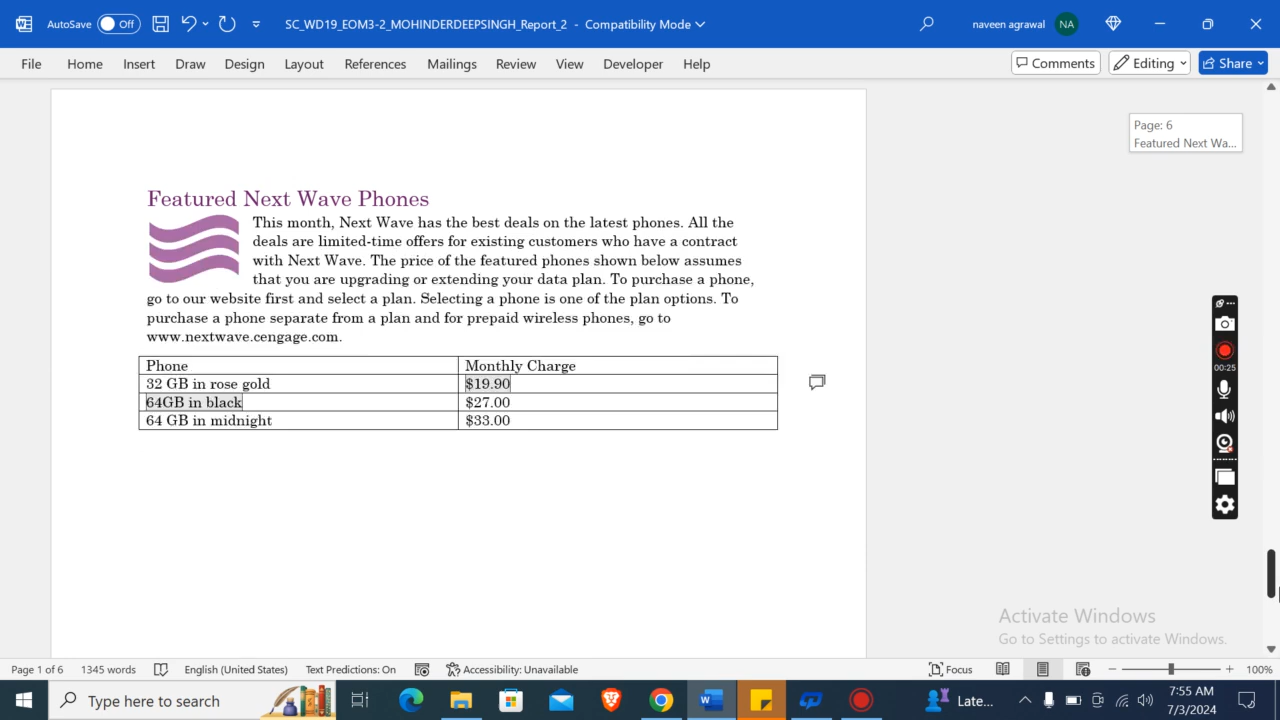 AutoSave Off SC_WD19_EOM3-2_MOHINDERDEEPSINGH_Report_2 - Compatibility Mode naveen agrawal NA
File Home Insert Draw Design Layout References Mailings Review View Developer Help Comments Editing Share
Page: 6
Featured Next Wa...
Featured Next Wave Phones
This month, Next Wave has the best deals on the latest phones. All the
deals are limited-time offers for existing customers who have a contract
with Next Wave. The price of the featured phones shown below assumes
that you are upgrading or extending your data plan. To purchase a phone,
go to our website first and select a plan. Selecting a phone is one of the plan options. To
purchase a phone separate from a plan and for prepaid wireless phones, go to
www.nextwave.cengage.com.
Phone Monthly Charge
32 GB in rose gold $19.90
64GB in black $27.00
64 GB in midnight $33.00
00:25
Activate Windows
Go to Settings to activate Windows.
Page 1 of 6 1345 words English (United States) Text Predictions: On Accessibility: Unavailable Focus 100%
Type here to search Late... 7:55 AM
7/3/2024